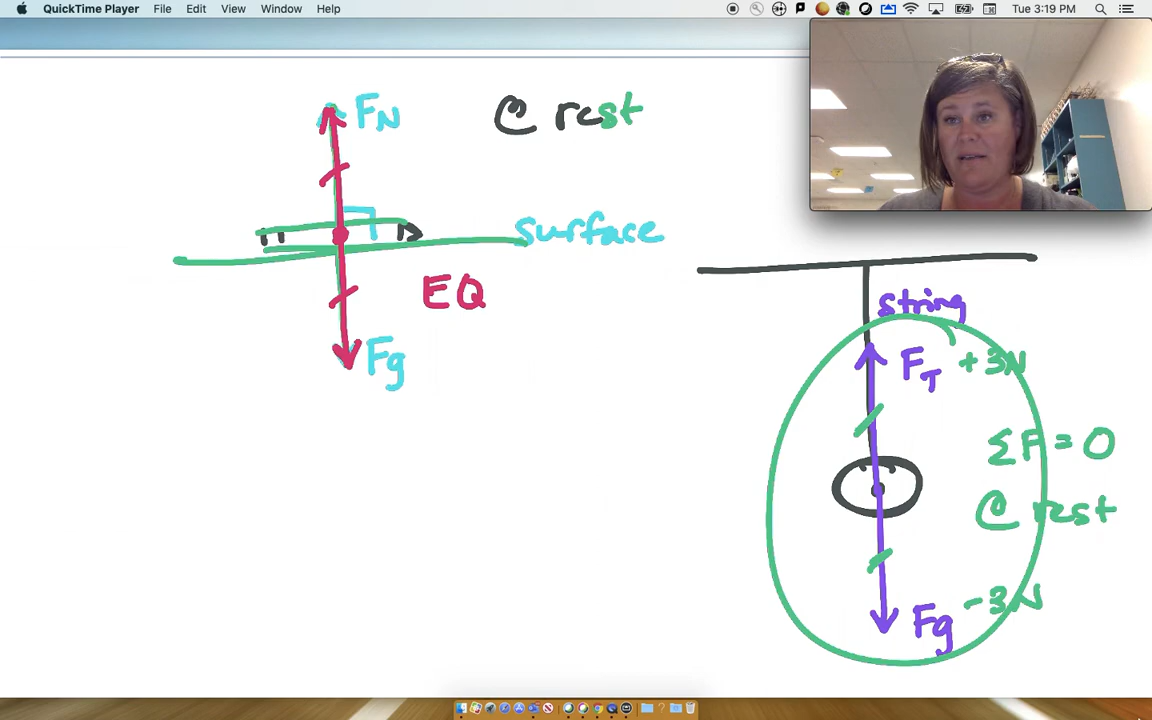 QuickTime Player File Edit View Window Help Tue 3:19 PM
FN
@ rest
surface
EQ
Fg
string
FT +3N
ΣF = 0
@ rest
Fg -3N